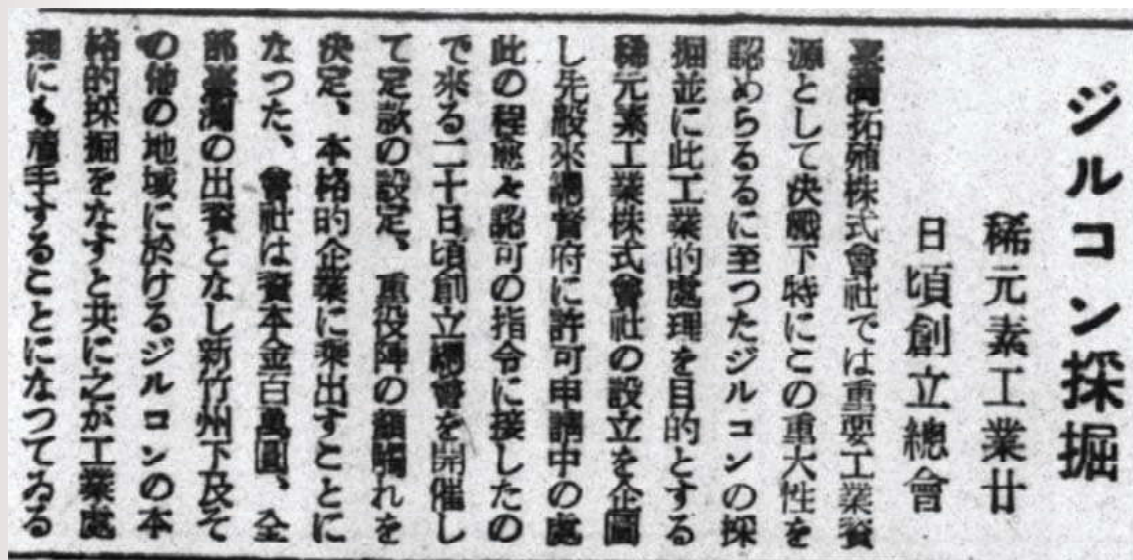 ジルコン採掘
稀元素工業廿
日頃創立總會
臺灣拓殖株式會社では重要工業資
源として決戰下特にこの重大性を
認めらるるに至つたジルコンの採
掘並に此工業的處理を目的とする
稀元素工業株式會社の設立を企圖
し先般來總督府に許可申請中の處
此の程愈々認可の指令に接したの
で來る二十日頃創立總會を開催し
て定款の設定、重役陣の顏觸れを
決定、本格的企業に乘出すことに
なつた、會社は資本金百萬圓、全
部臺灣の出資となし新竹州下及そ
の他の地域に於けるジルコンの本
格的採掘をなすと共に之が工業處
理にも着手することになつてゐる